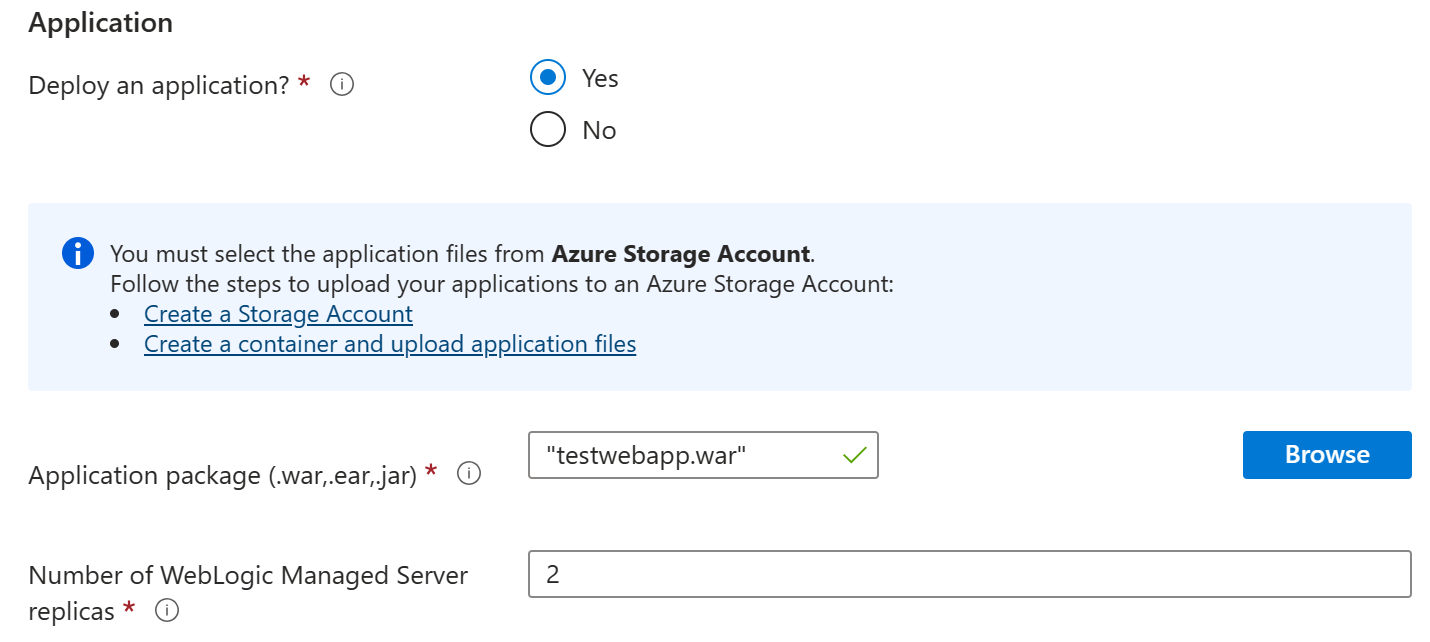 Application
Deploy an application? *
Yes
No
You must select the application files from Azure Storage Account.
Follow the steps to upload your applications to an Azure Storage Account:
• Create a Storage Account
• Create a container and upload application files
Application package (.war,.ear,.jar) *
"testwebapp.war"
Browse
Number of WebLogic Managed Server
replicas *
2